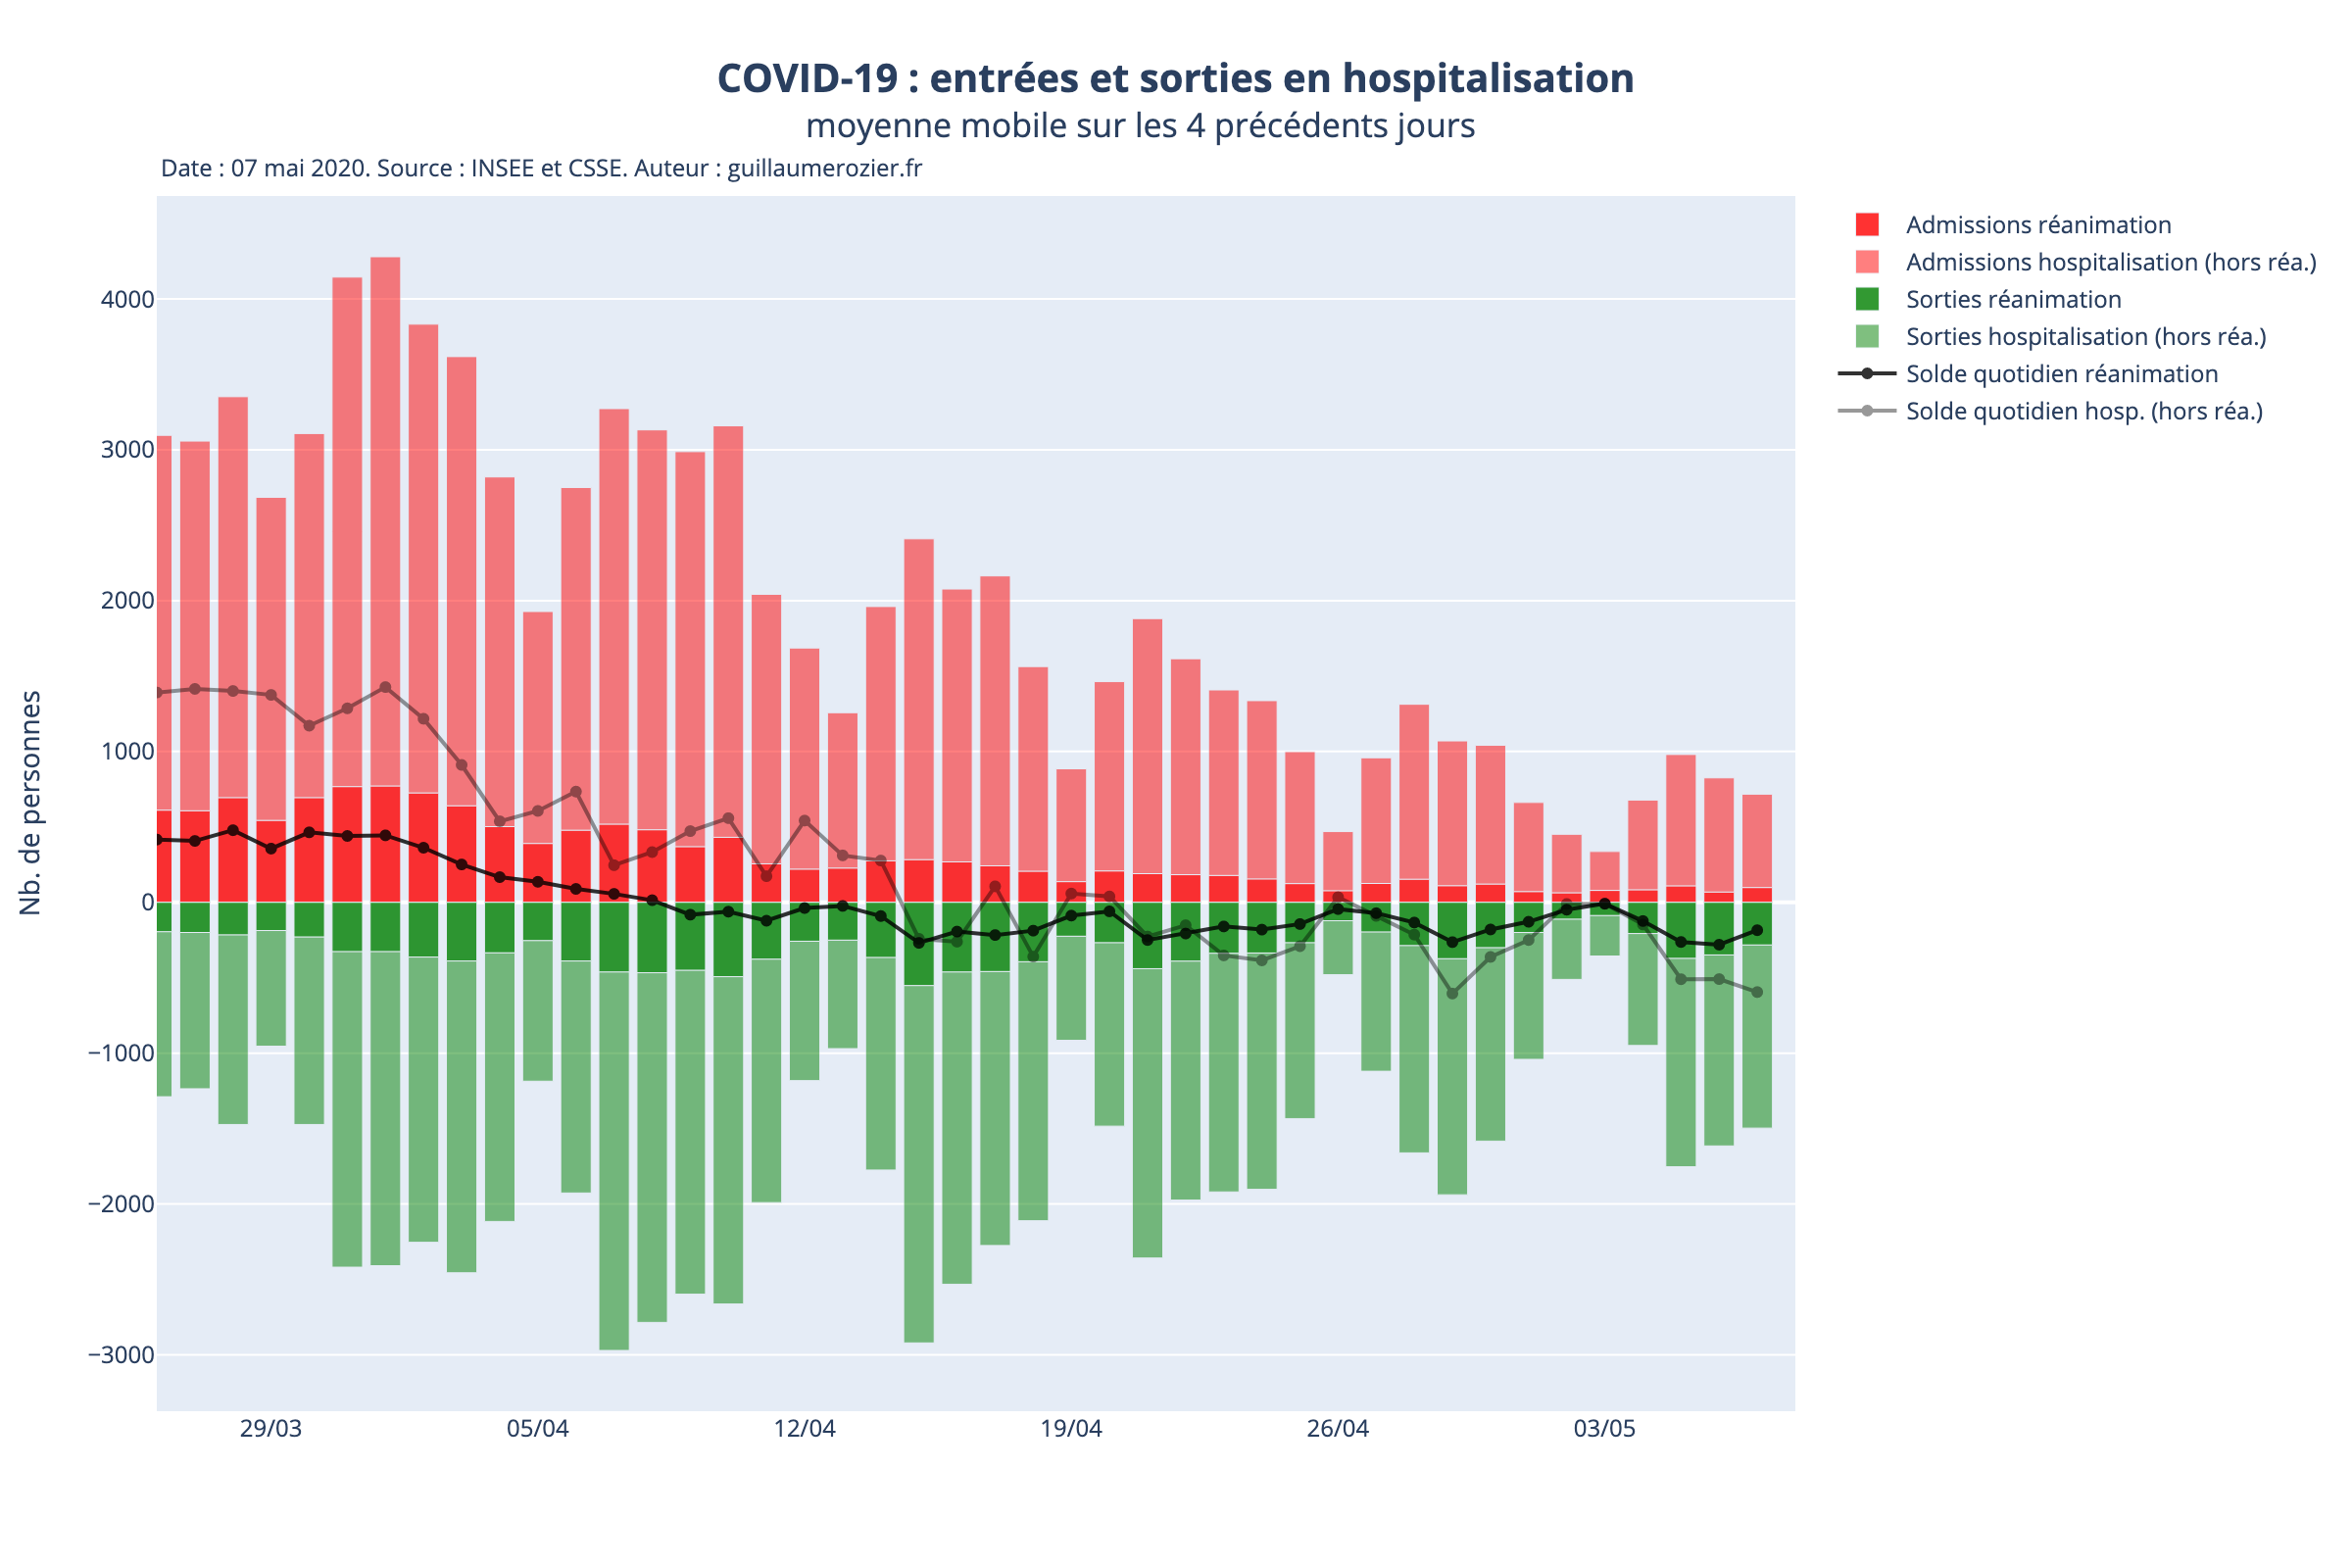 COVID-19 : entrées et sorties en hospitalisation
moyenne mobile sur les 4 précédents jours
Date : 07 mai 2020. Source : INSEE et CSSE. Auteur : guillaumerozier.fr
Admissions réanimation
Admissions hospitalisation (hors réa.)
Sorties réanimation
Sorties hospitalisation (hors réa.)
Solde quotidien réanimation
Solde quotidien hosp. (hors réa.)
Nb. de personnes
4000
3000
2000
1000
0
−1000
−2000
−3000
29/03
05/04
12/04
19/04
26/04
03/05